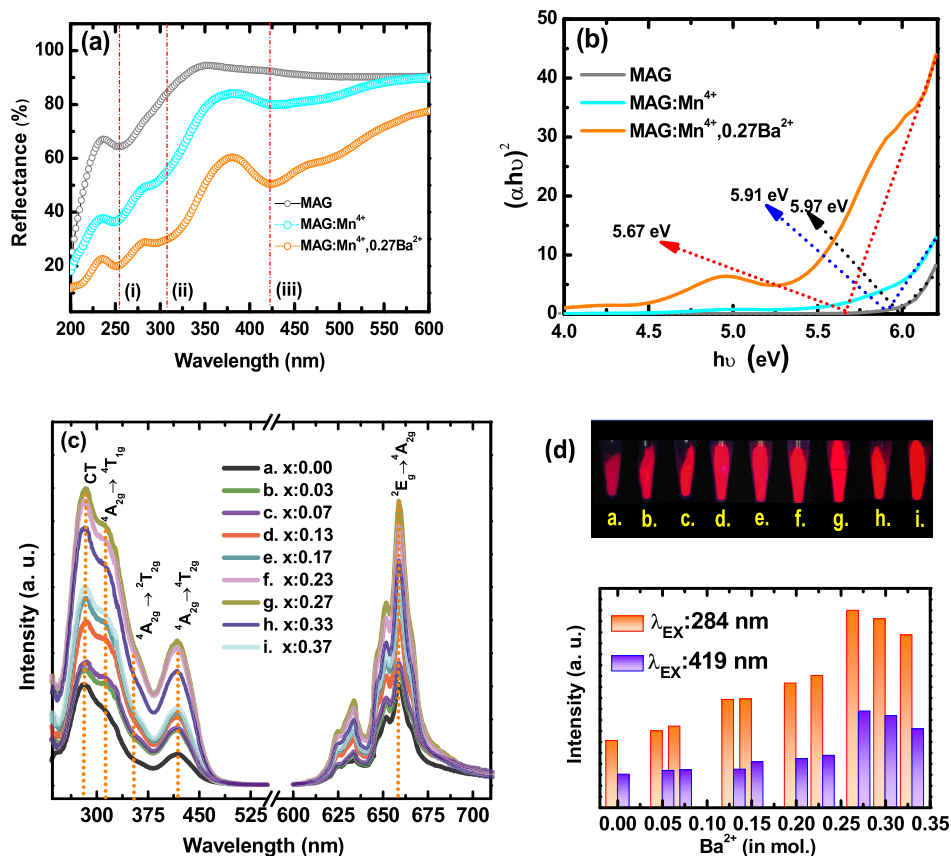 (a)
100
80
60
40
20
Reflectance (%)
MAG
MAG:Mn⁴⁺
MAG:Mn⁴⁺,0.27Ba²⁺
(i)
(ii)
(iii)
200 250 300 350 400 450 500 550 600
Wavelength (nm)
(b)
50
40
30
20
10
0
(αhυ)²
MAG
MAG:Mn⁴⁺
MAG:Mn⁴⁺,0.27Ba²⁺
5.91 eV
5.97 eV
5.67 eV
4.0 4.5 5.0 5.5 6.0
hυ (eV)
(c)
Intensity (a. u.)
CT
⁴A₂g→⁴T₁g
⁴A₂g→²T₂g
⁴A₂g→⁴T₂g
²Eg→⁴A₂g
a. x:0.00
b. x:0.03
c. x:0.07
d. x:0.13
e. x:0.17
f. x:0.23
g. x:0.27
h. x:0.33
i. x:0.37
300 375 450 525 600 625 650 675 700
Wavelength (nm)
(d)
a. b. c. d. e. f. g. h. i.
Intensity (a. u.)
λEX:284 nm
λEX:419 nm
0.00 0.05 0.10 0.15 0.20 0.25 0.30 0.35
Ba²⁺ (in mol.)